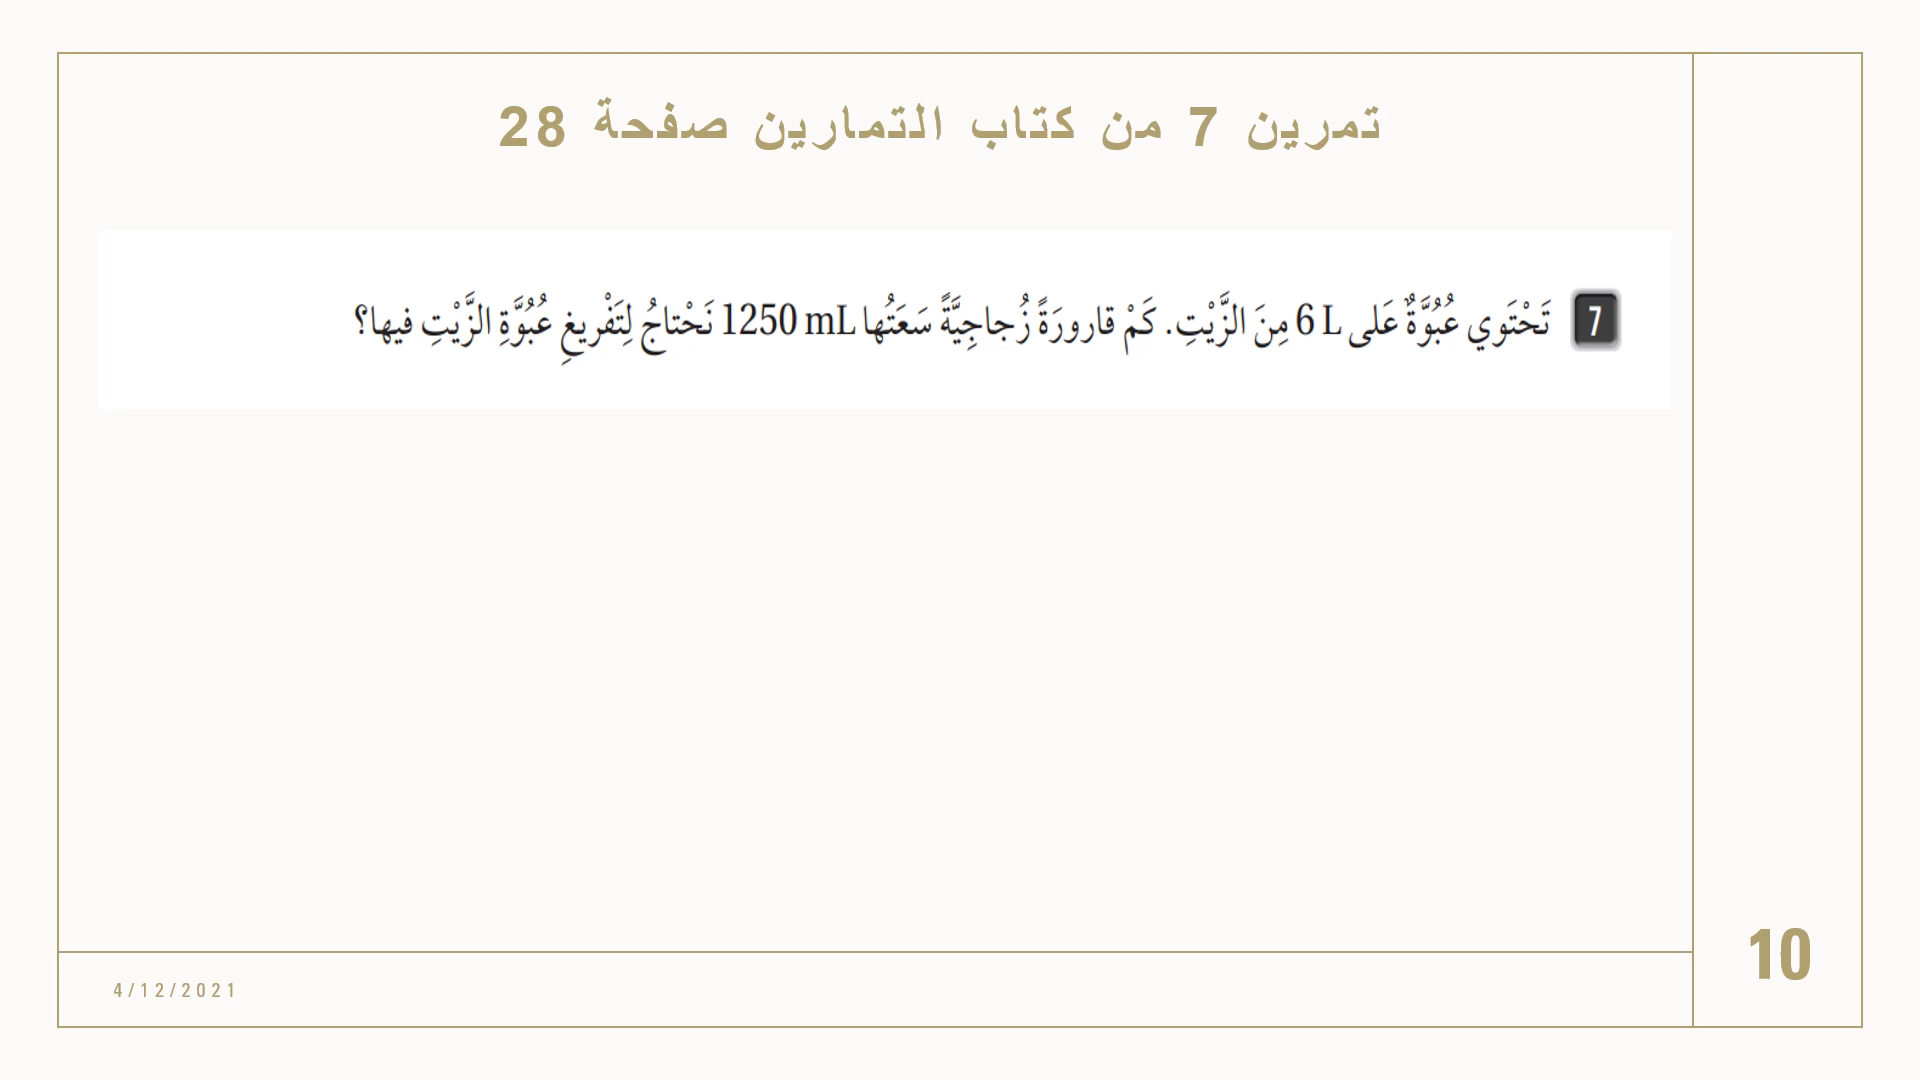 تمرين 7 من كتاب التمارين صفحة 28
7 تَحْتَوي عُبُوَّةٌ عَلى 6 L مِنَ الزَّيْتِ. كَمْ قارورَةً زُجاجِيَّةً سَعَتُها 1250 mL نَحْتاجُ لِتَفْريغِ عُبُوَّةِ الزَّيْتِ فيها؟
10
4/12/2021